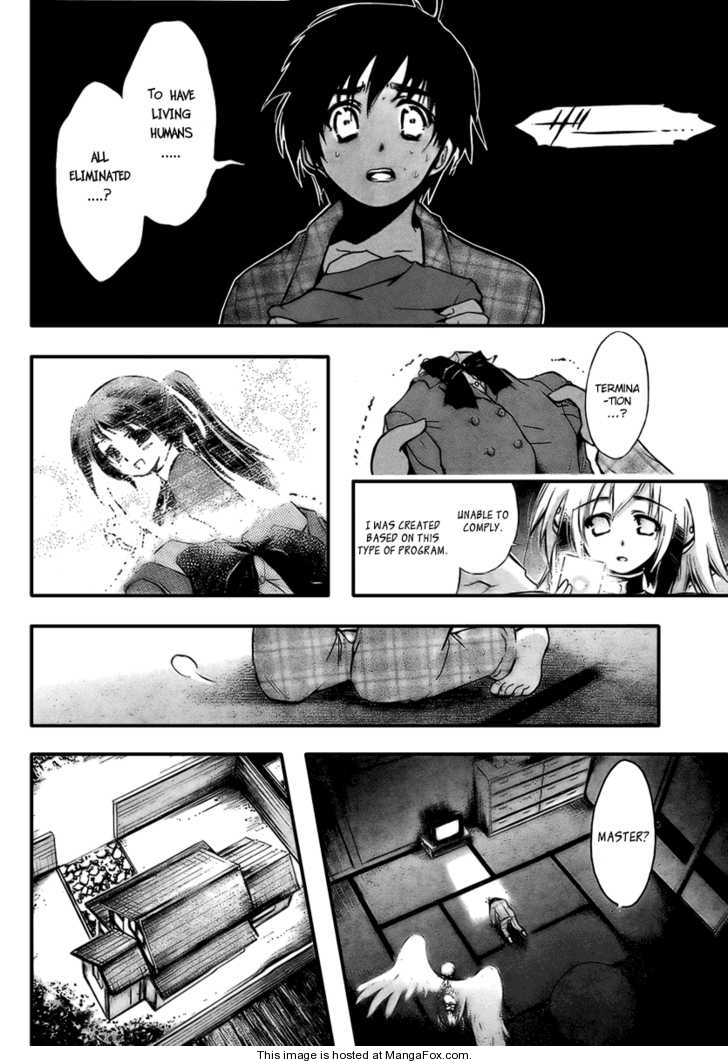 TO HAVE
LIVING
HUMANS
.....
ALL
ELIMINATED
....?
TERMINA
-TION
...?
UNABLE TO
COMPLY.
I WAS CREATED
BASED ON THIS
TYPE OF PROGRAM.
MASTER?
This image is hosted at MangaFox.com.